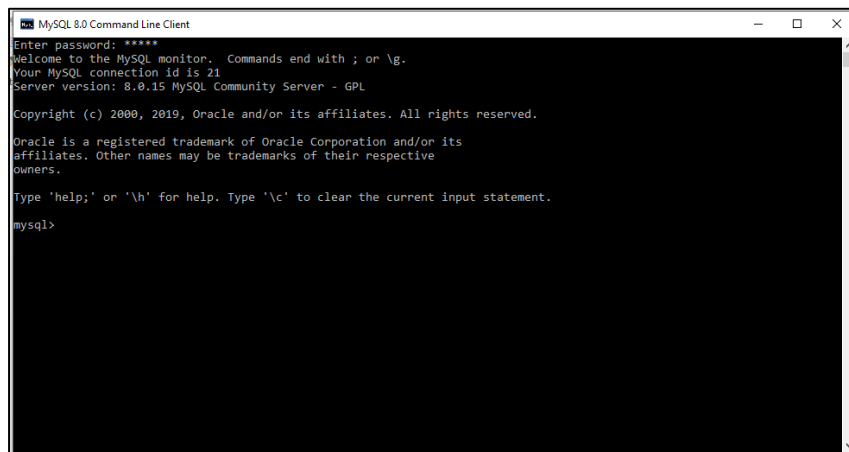 MySQL 8.0 Command Line Client
Enter password: *****
Welcome to the MySQL monitor.  Commands end with ; or \g.
Your MySQL connection id is 21
Server version: 8.0.15 MySQL Community Server - GPL
Copyright (c) 2000, 2019, Oracle and/or its affiliates. All rights reserved.
Oracle is a registered trademark of Oracle Corporation and/or its
affiliates. Other names may be trademarks of their respective
owners.
Type 'help;' or '\h' for help. Type '\c' to clear the current input statement.
mysql>